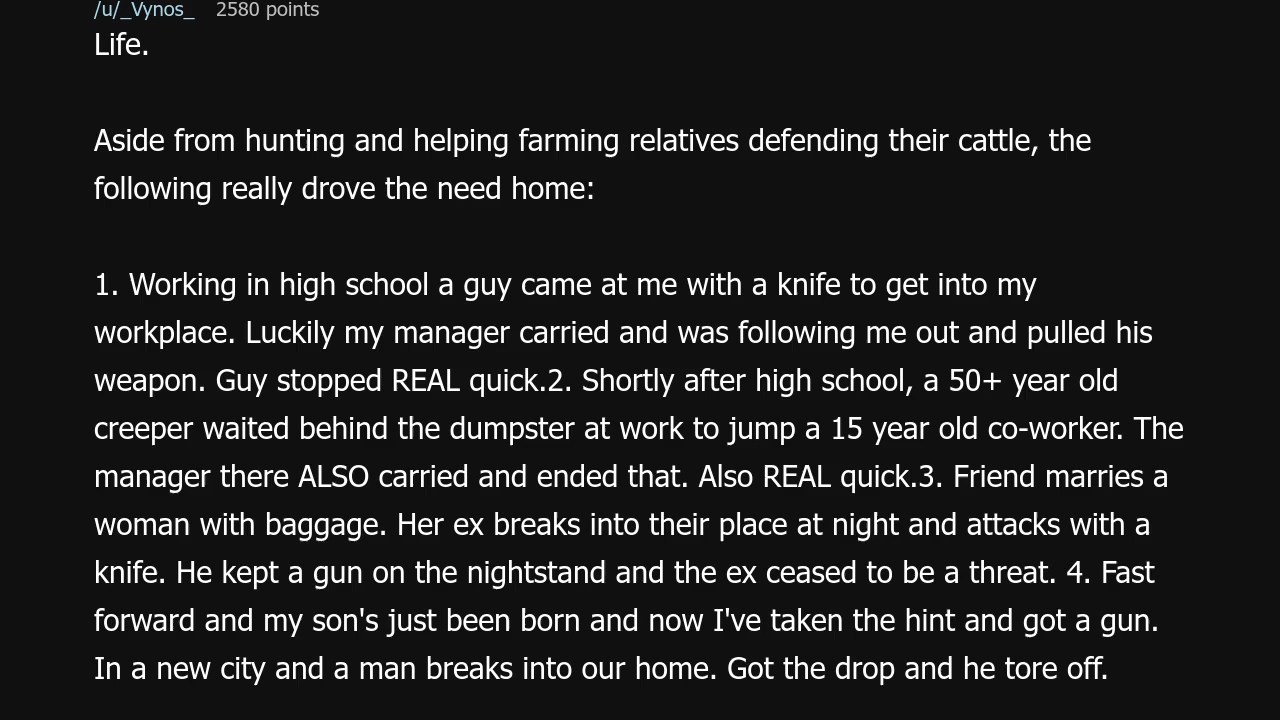 /u/_Vynos_ 2580 points
Life.
Aside from hunting and helping farming relatives defending their cattle, the
following really drove the need home:
1. Working in high school a guy came at me with a knife to get into my
workplace. Luckily my manager carried and was following me out and pulled his
weapon. Guy stopped REAL quick.2. Shortly after high school, a 50+ year old
creeper waited behind the dumpster at work to jump a 15 year old co-worker. The
manager there ALSO carried and ended that. Also REAL quick.3. Friend marries a
woman with baggage. Her ex breaks into their place at night and attacks with a
knife. He kept a gun on the nightstand and the ex ceased to be a threat. 4. Fast
forward and my son's just been born and now I've taken the hint and got a gun.
In a new city and a man breaks into our home. Got the drop and he tore off.